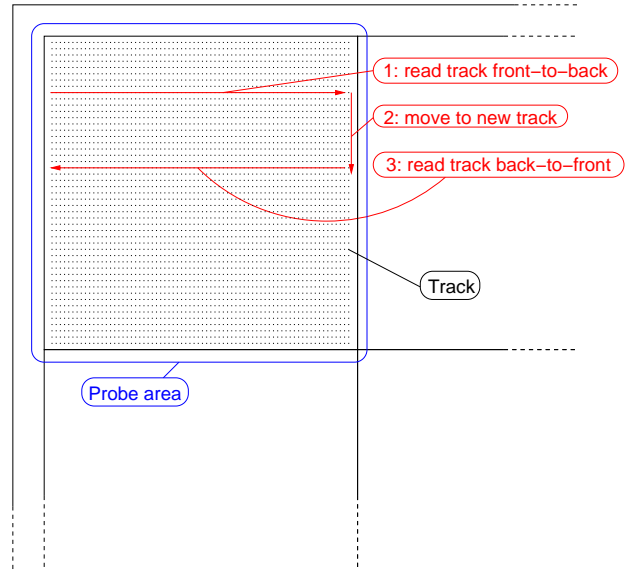 1: read track front−to−back
2: move to new track
3: read track back−to−front
Track
Probe area